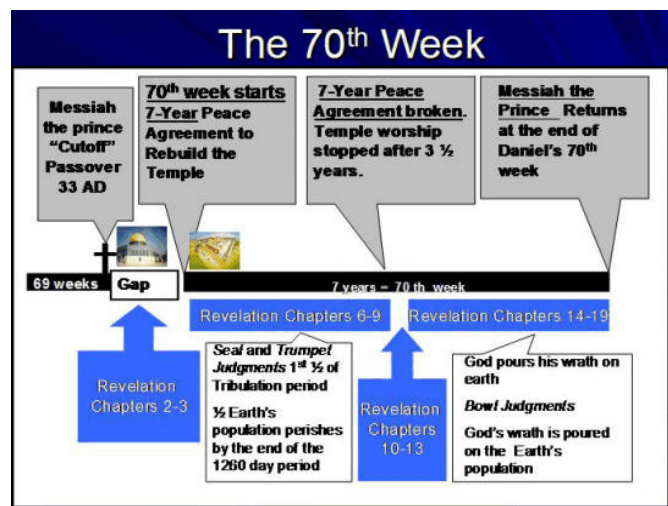 The 70th Week
Messiah
the prince
"Cutoff"
Passover
33 AD
70th week starts
7-Year Peace
Agreement to
Rebuild the
Temple
7-Year Peace
Agreement broken.
Temple worship
stopped after 3 ½
years.
Messiah the
Prince Returns
at the end of
Daniel's 70th
week
69 weeks
Gap
7 years = 70 th week
Revelation Chapters 6-9
Revelation Chapters 14-19
Revelation
Chapters 2-3
Seal and Trumpet
Judgments 1st ½ of
Tribulation period
½ Earth's
population perishes
by the end of the
1260 day period
Revelation
Chapters
10-13
God pours his wrath on
earth
Bowl Judgments
God's wrath is poured
on the Earth's
population